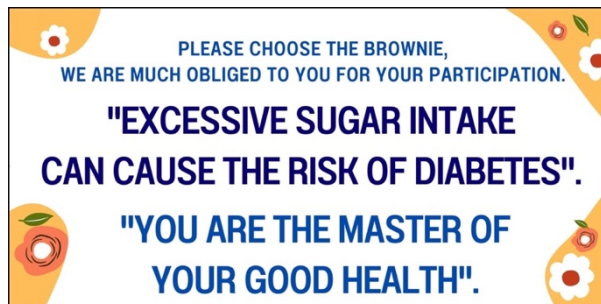 PLEASE CHOOSE THE BROWNIE,
WE ARE MUCH OBLIGED TO YOU FOR YOUR PARTICIPATION.
"EXCESSIVE SUGAR INTAKE
CAN CAUSE THE RISK OF DIABETES".
"YOU ARE THE MASTER OF
YOUR GOOD HEALTH".